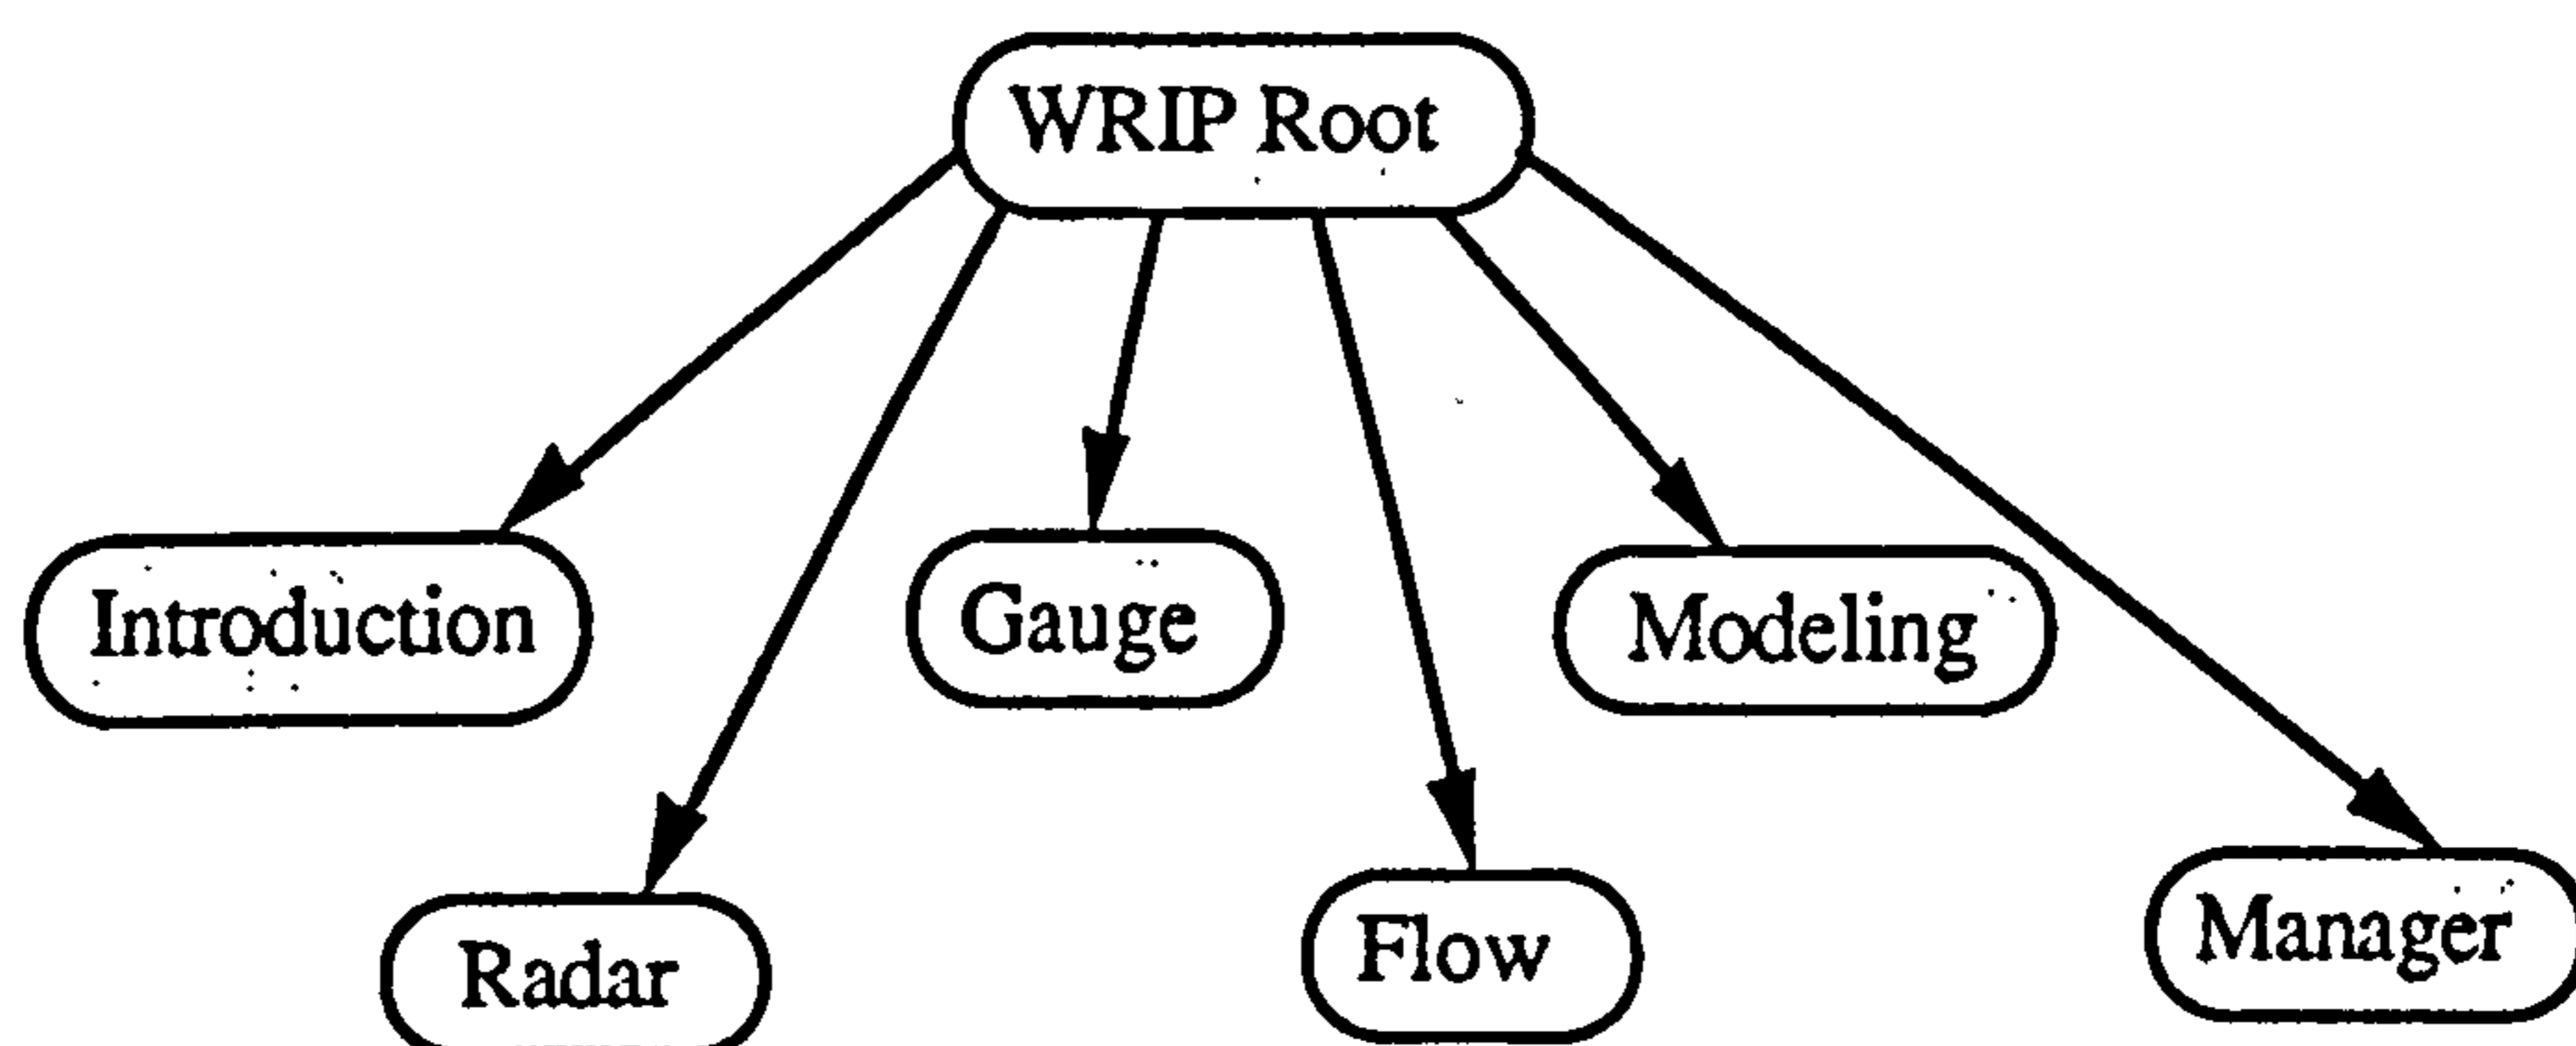 WRIP Root
Introduction
Gauge
Modeling
Radar
Flow
Manager